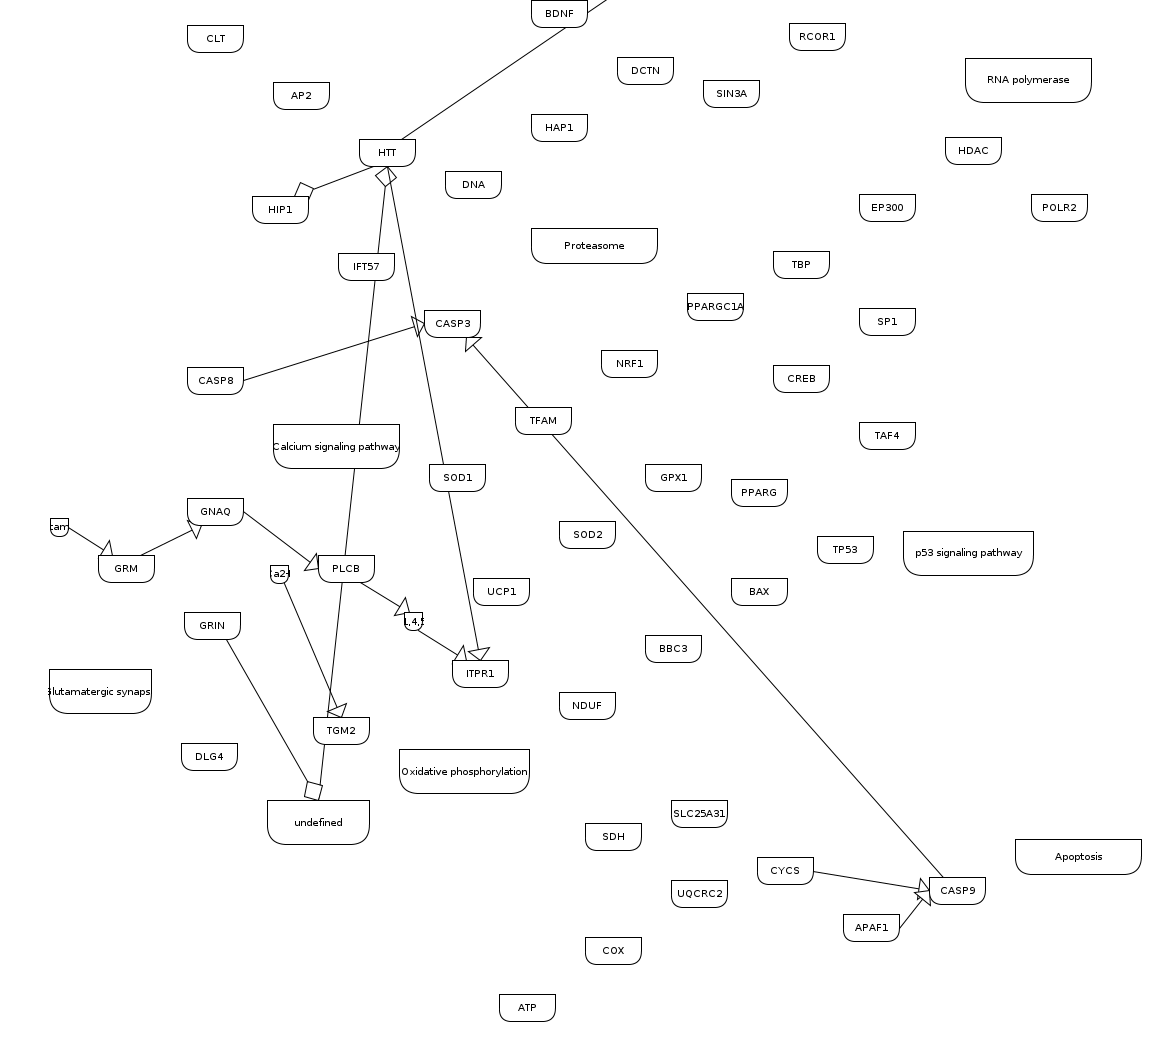 BDNF
CLT
RCOR1
DCTN
RNA polymerase
AP2
SIN3A
HAP1
HTT
HDAC
DNA
HIP1
EP300
POLR2
Proteasome
IFT57
TBP
PPARGC1A
CASP3
SP1
NRF1
CASP8
CREB
TFAM
TAF4
Calcium signaling pathway
SOD1
GPX1
PPARG
GNAQ
tam
SOD2
TP53
p53 signaling pathway
GRM
PLCB
a2+
UCP1
BAX
1,4,5
GRIN
BBC3
ITPR1
Glutamatergic synaps
NDUF
TGM2
DLG4
Oxidative phosphorylation
SLC25A31
undefined
SDH
Apoptosis
CYCS
CASP9
UQCRC2
APAF1
COX
ATP